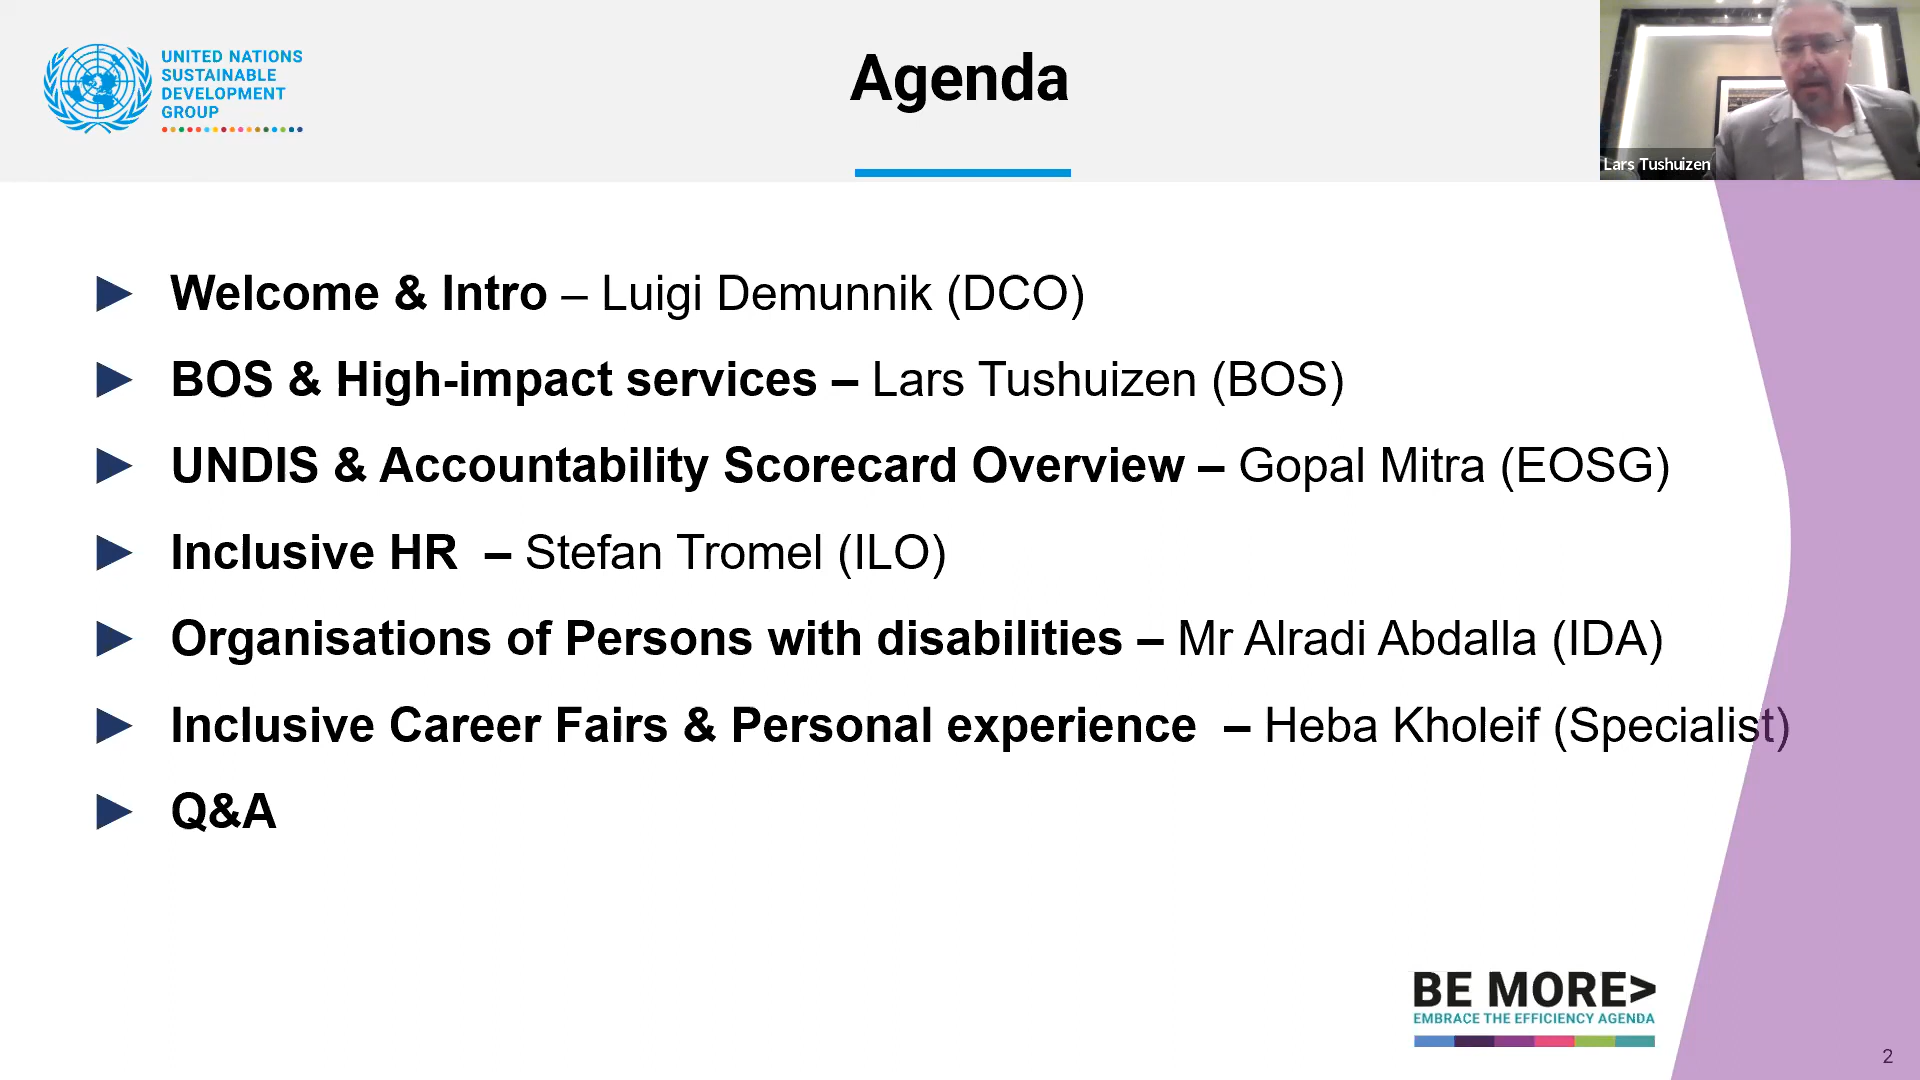 UNITED NATIONS
SUSTAINABLE
DEVELOPMENT
GROUP
Agenda
Lars Tushuizen
► Welcome & Intro – Luigi Demunnik (DCO)
► BOS & High-impact services – Lars Tushuizen (BOS)
► UNDIS & Accountability Scorecard Overview – Gopal Mitra (EOSG)
► Inclusive HR – Stefan Tromel (ILO)
► Organisations of Persons with disabilities – Mr Alradi Abdalla (IDA)
► Inclusive Career Fairs & Personal experience – Heba Kholeif (Specialist)
► Q&A
BE MORE>
EMBRACE THE EFFICIENCY AGENDA
2